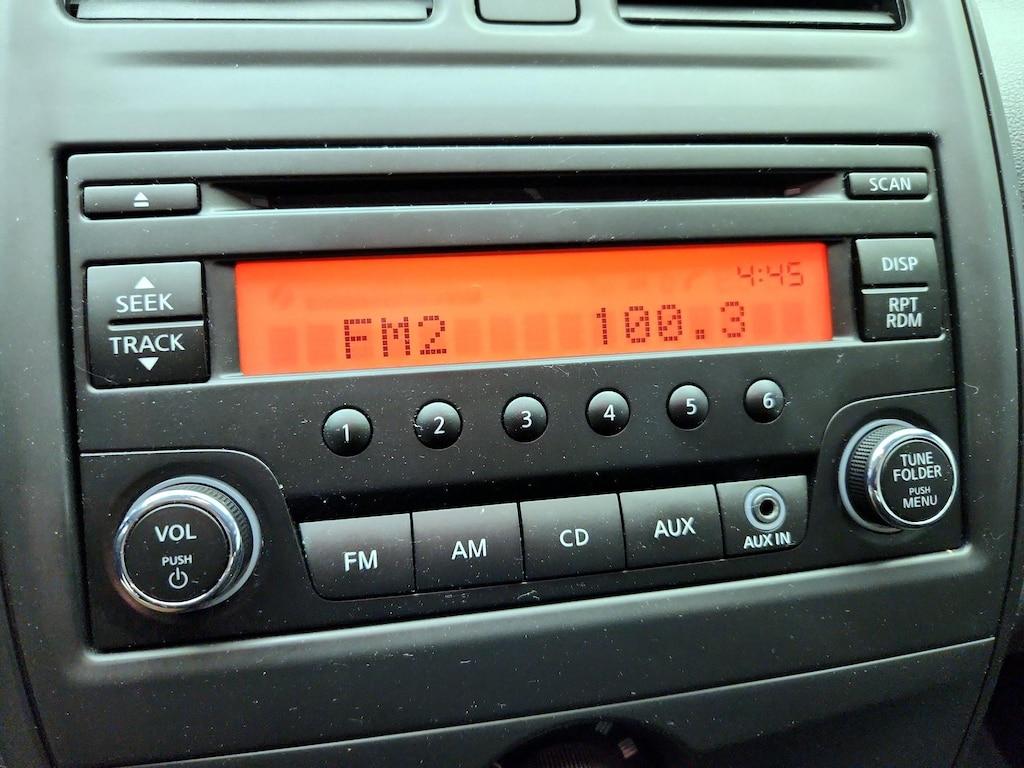 SCAN
SEEK
TRACK
4:45
FM2 100.3
DISP
RPT
RDM
1 2 3 4 5 6
VOL
PUSH
FM AM CD AUX
AUX IN
TUNE
FOLDER
PUSH
MENU